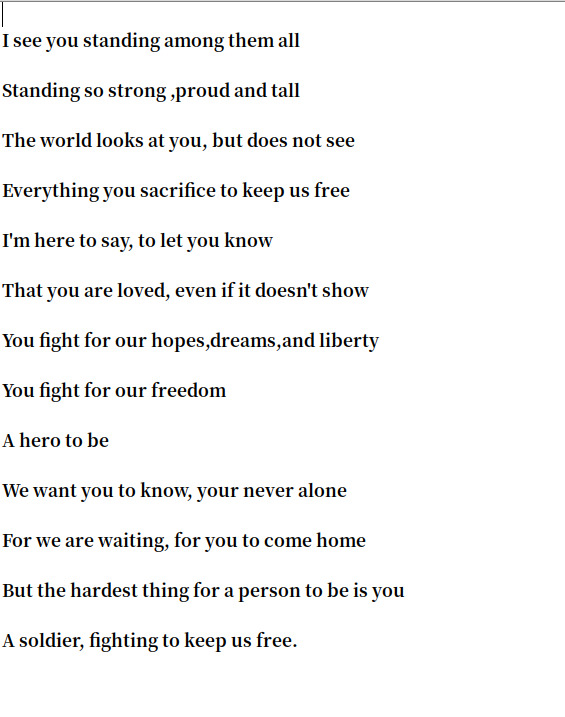 I see you standing among them all
Standing so strong ,proud and tall
The world looks at you, but does not see
Everything you sacrifice to keep us free
I'm here to say, to let you know
That you are loved, even if it doesn't show
You fight for our hopes,dreams,and liberty
You fight for our freedom
A hero to be
We want you to know, your never alone
For we are waiting, for you to come home
But the hardest thing for a person to be is you
A soldier, fighting to keep us free.